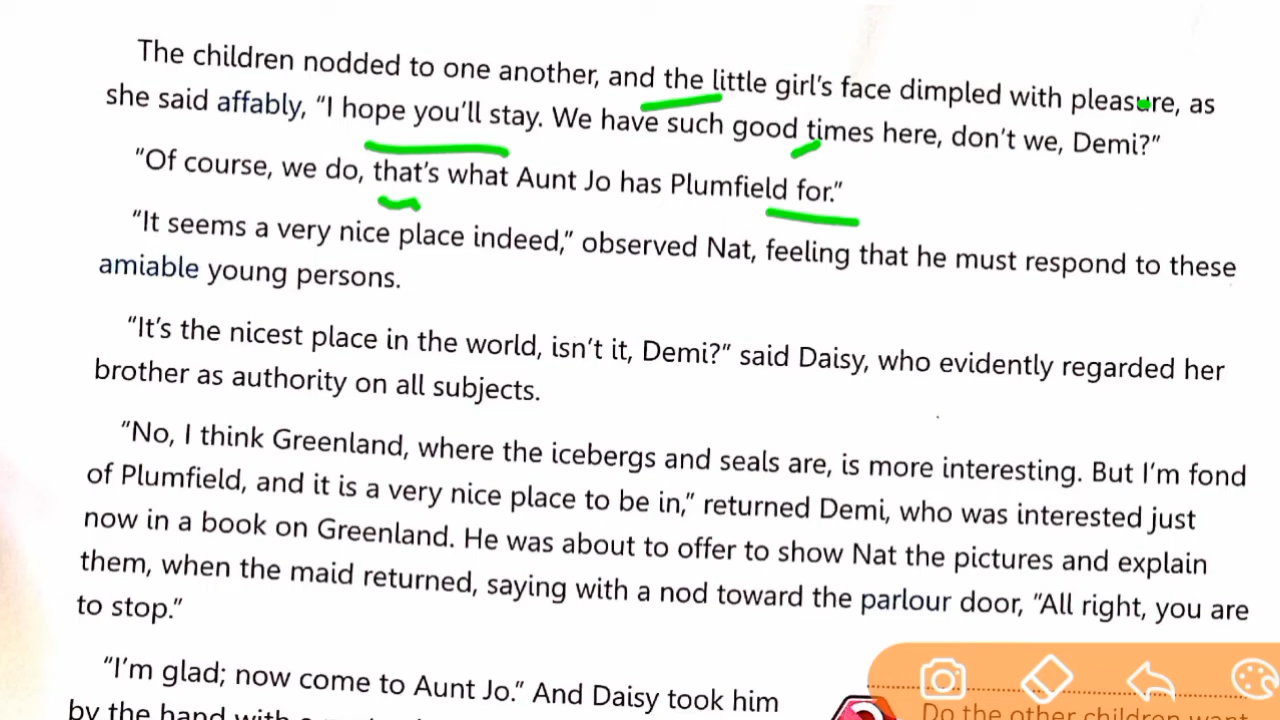 The children nodded to one another, and the little girl's face dimpled with pleasure, as
she said affably, "I hope you'll stay. We have such good times here, don't we, Demi?"
"Of course, we do, that's what Aunt Jo has Plumfield for."
"It seems a very nice place indeed," observed Nat, feeling that he must respond to these
amiable young persons.
"It's the nicest place in the world, isn't it, Demi?" said Daisy, who evidently regarded her
brother as authority on all subjects.
"No, I think Greenland, where the icebergs and seals are, is more interesting. But I'm fond
of Plumfield, and it is a very nice place to be in," returned Demi, who was interested just
now in a book on Greenland. He was about to offer to show Nat the pictures and explain
them, when the maid returned, saying with a nod toward the parlour door, "All right, you are
to stop."
"I'm glad; now come to Aunt Jo." And Daisy took him
by the hand with a
Do the other children want